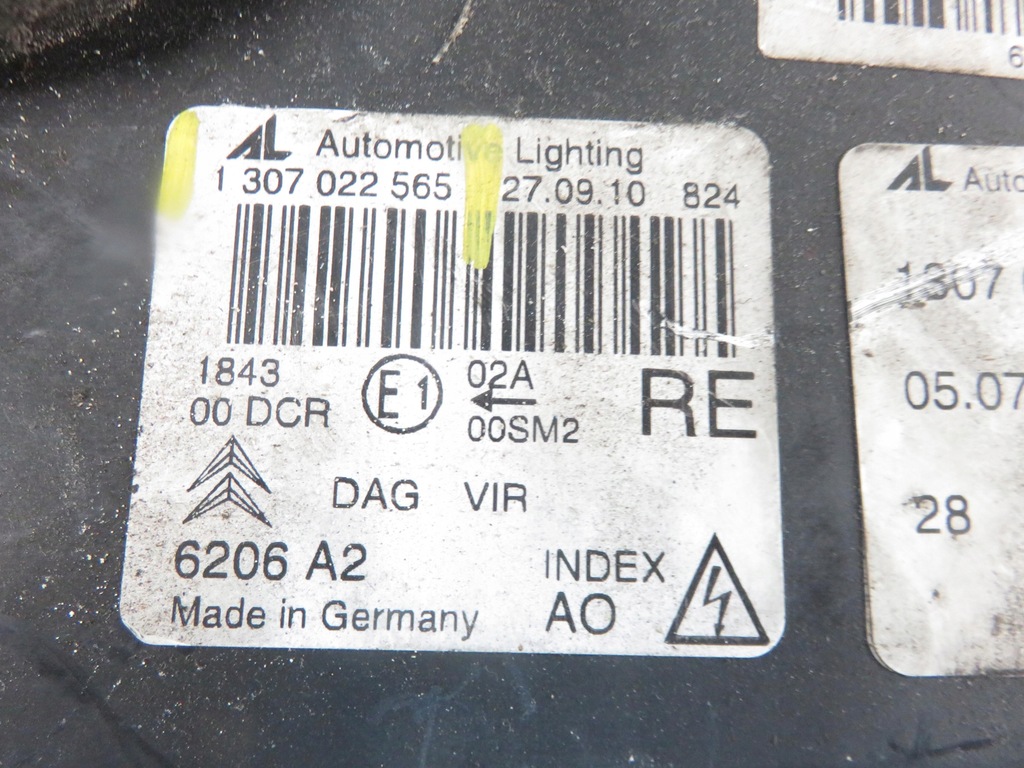 AL Automotive Lighting
1 307 022 565 27.09.10 824
1843
00 DCR
E1
02A
00SM2
RE
DAG VIR
6206 A2
INDEX
AO
Made in Germany
6
AL Auto
1307
05.07
28